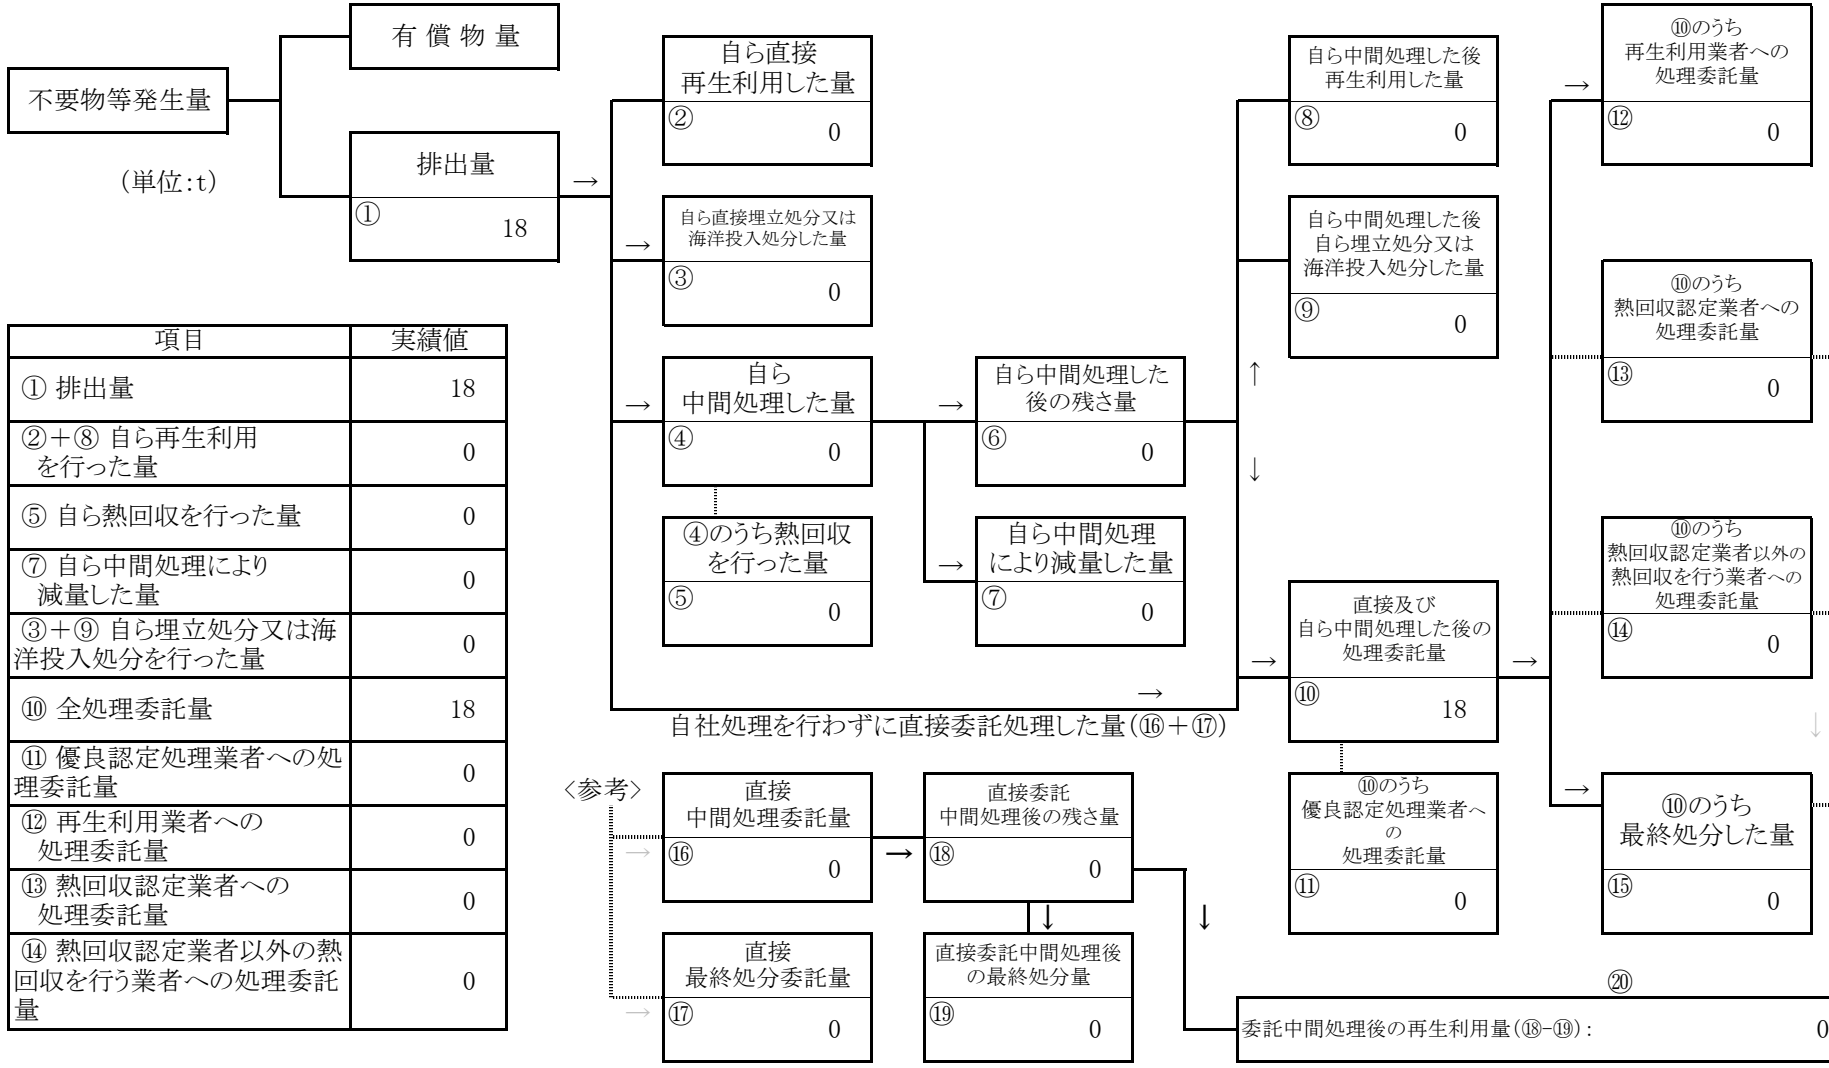 有 償 物 量
不要物等発生量
(単位:t)
排出量
①
18
→
自ら直接
再生利用した量
②
0
→
自ら直接埋立処分又は
海洋投入処分した量
③
0
→
自ら
中間処理した量
④
0
④のうち熱回収
を行った量
⑤
0
→
自ら中間処理した
後の残さ量
⑥
0
→
自ら中間処理
により減量した量
⑦
0
自ら中間処理した後
再生利用した量
⑧
0
自ら中間処理した後
自ら埋立処分又は
海洋投入処分した量
⑨
0
↑
↓
→
自社処理を行わずに直接委託処理した量(⑯+⑰)
→
直接及び
自ら中間処理した後の
処理委託量
⑩
18
→
⑩のうち
優良認定処理業者へ
の
処理委託量
⑪
0
→
⑩のうち
再生利用業者への
処理委託量
⑫
0
⑩のうち
熱回収認定業者への
処理委託量
⑬
0
⑩のうち
熱回収認定業者以外の
熱回収を行う業者への
処理委託量
⑭
0
↓
→
⑩のうち
最終処分した量
⑮
0
項目 実績値
① 排出量 18
②+⑧ 自ら再生利用
を行った量 0
⑤ 自ら熱回収を行った量 0
⑦ 自ら中間処理により
減量した量 0
③+⑨ 自ら埋立処分又は海
洋投入処分を行った量 0
⑩ 全処理委託量 18
⑪ 優良認定処理業者への処
理委託量 0
⑫ 再生利用業者への
処理委託量 0
⑬ 熱回収認定業者への
処理委託量 0
⑭ 熱回収認定業者以外の熱
回収を行う業者への処理委託
量 0
〈参考〉
→
直接
中間処理委託量
⑯
0
→
直接委託
中間処理後の残さ量
⑱
0
↓
↓
→
直接
最終処分委託量
⑰
0
直接委託中間処理後
の最終処分量
⑲
0
⑳
委託中間処理後の再生利用量(⑱-⑲): 0